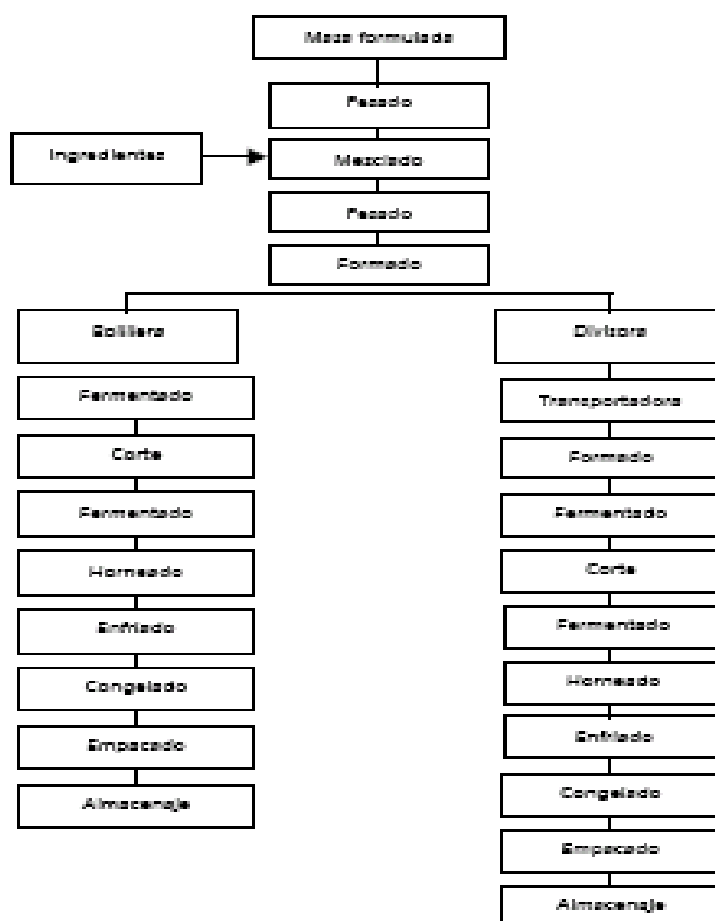 Masa formulada
Pesado
Ingredientes
Mezclado
Pesado
Formado
Bolillera
Divisora
Fermentado
Corte
Fermentado
Horneado
Enfriado
Congelado
Empacado
Almacenaje
Transportadora
Formado
Fermentado
Corte
Fermentado
Horneado
Enfriado
Congelado
Empacado
Almacenaje